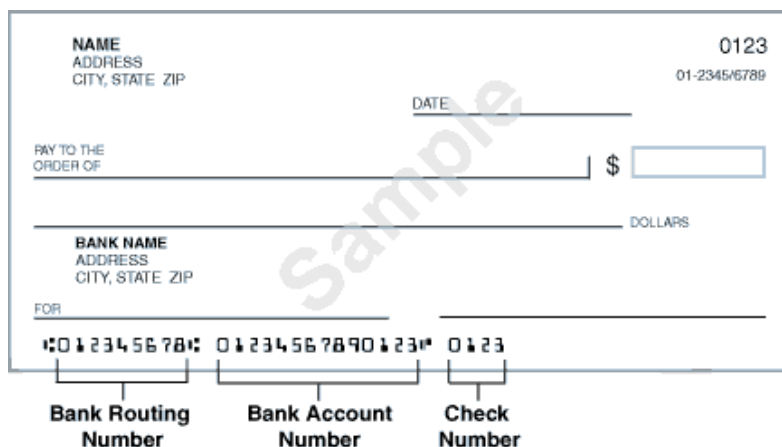 NAME
ADDRESS
CITY, STATE ZIP
0123
01-2345/6789
DATE
PAY TO THE
ORDER OF
$
DOLLARS
BANK NAME
ADDRESS
CITY, STATE ZIP
FOR
Sample
⑆012345678⑆ 01234567890123⑈ 0123
Bank Routing
Number
Bank Account
Number
Check
Number